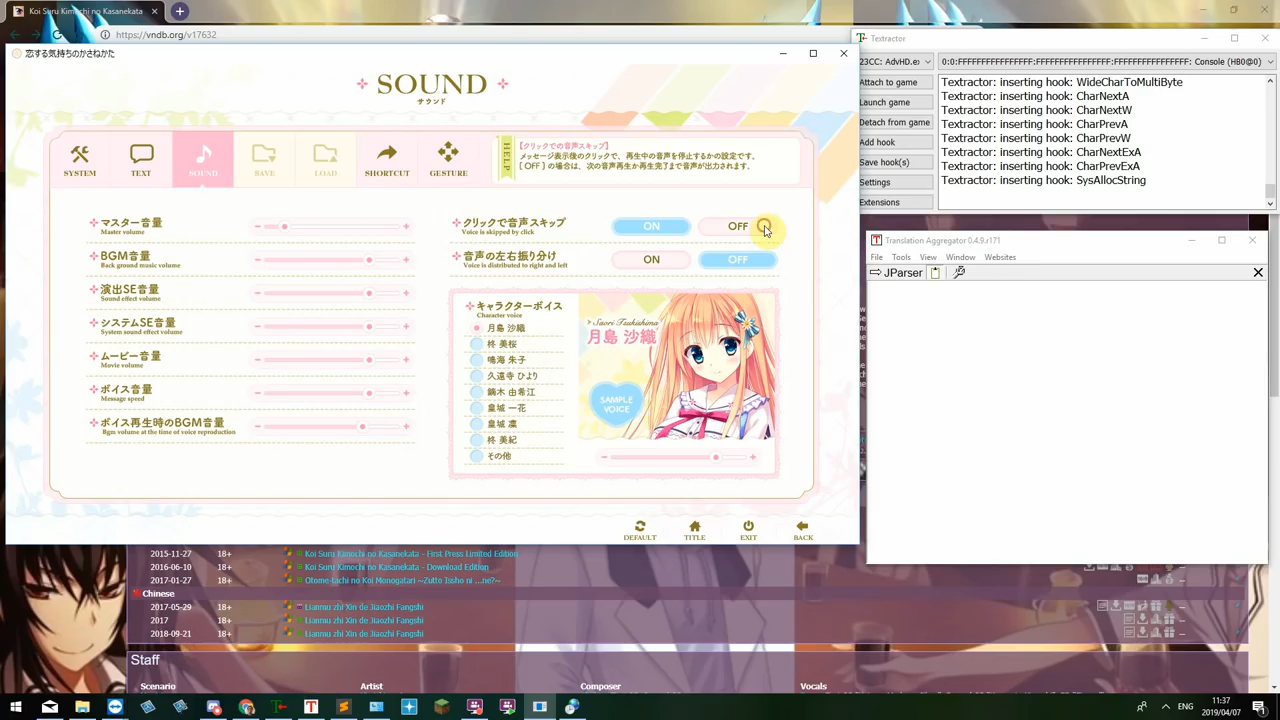 Koi Suru Kimochi no Kasanekata
https://vndb.org/v17632
恋する気持ちのかさねかた
SOUND
サウンド
SYSTEM
TEXT
SOUND
SAVE
LOAD
SHORTCUT
GESTURE
HELP
【クリックでの音声スキップ】
メッセージ表示後のクリックで、再生中の音声を停止するかの設定です。
[ OFF ] の場合は、次の音声再生か再生完了まで音声が出力されます。
マスター音量
Master volume
BGM音量
Back ground music volume
演出SE音量
Sound effect volume
システムSE音量
System sound effect volume
ムービー音量
Movie volume
ボイス音量
Message speed
ボイス再生時のBGM音量
Bgm volume at the time of voice reproduction
クリックで音声スキップ
Voice is skipped by click
ON
OFF
音声の左右振り分け
Voice is distributed to right and left
ON
OFF
キャラクターボイス
Character voice
月島 沙織
柊 美桜
鳴海 朱子
久遠寺 ひより
鏑木 由希江
皇城 一花
皇城 凛
柊 美紀
その他
Saori Tsukishima
月島 沙織
SAMPLE
VOICE
DEFAULT
TITLE
EXIT
BACK
Textractor
23CC: AdvHD.ex
0:0:FFFFFFFFFFFFFFFF:FFFFFFFFFFFFFFFF:FFFFFFFFFFFFFFFF: Console (HB0@0)
Attach to game
Launch game
Detach from game
Add hook
Save hook(s)
Settings
Extensions
Textractor: inserting hook: WideCharToMultiByte
Textractor: inserting hook: CharNextA
Textractor: inserting hook: CharNextW
Textractor: inserting hook: CharPrevA
Textractor: inserting hook: CharPrevW
Textractor: inserting hook: CharNextExA
Textractor: inserting hook: CharPrevExA
Textractor: inserting hook: SysAllocString
Translation Aggregator 0.4.9.r171
File Tools View Window Websites
JParser
2015-11-27 18+ Koi Suru Kimochi no Kasanekata - First Press Limited Edition
2016-06-10 18+ Koi Suru Kimochi no Kasanekata - Download Edition
2017-01-27 18+ Otome-tachi no Koi Monogatari ~Zutto Issho ni ...ne?~
Chinese
2017-05-29 18+ Lianmu zhi Xin de Jiaozhi Fangshi
2017 18+ Lianmu zhi Xin de Jiaozhi Fangshi
2018-09-21 18+ Lianmu zhi Xin de Jiaozhi Fangshi
Staff
Scenario Artist Composer Vocals
ENG
11:37
2019/04/07